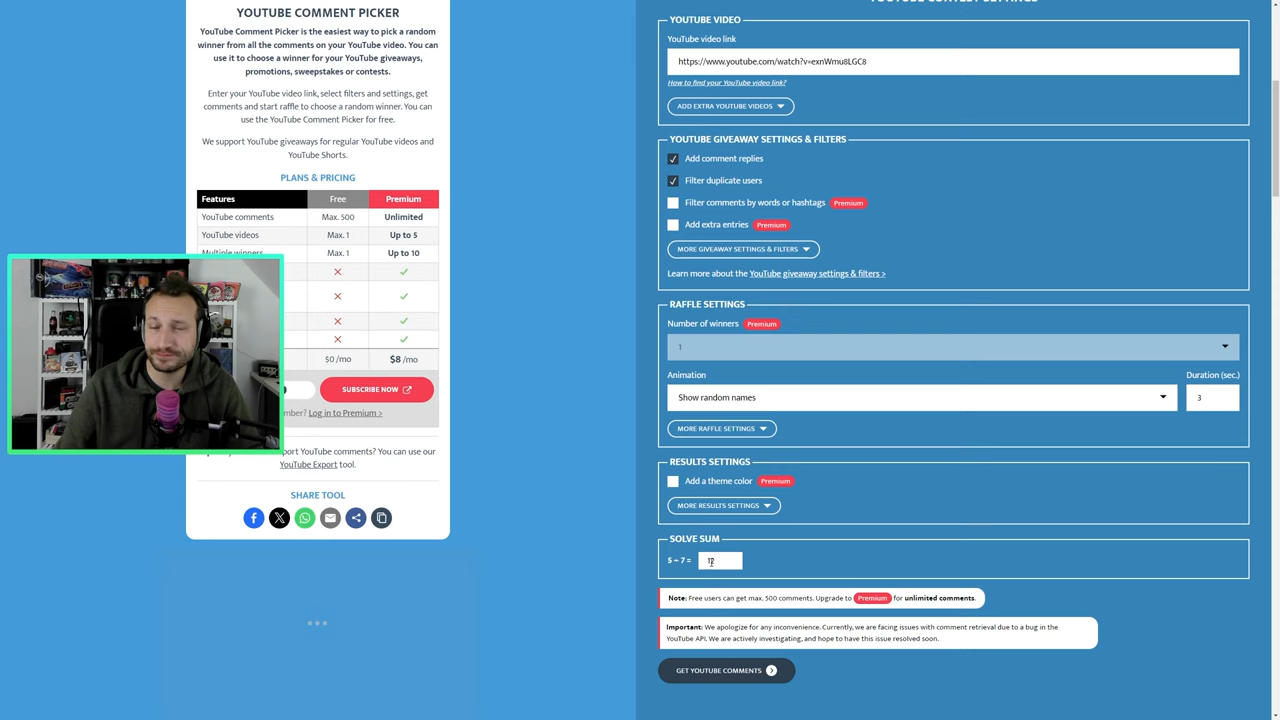 YOUTUBE COMMENT PICKER
YouTube Comment Picker is the easiest way to pick a random
winner from all the comments on your YouTube video. You can
use it to choose a winner for your YouTube giveaways,
promotions, sweepstakes or contests.
Enter your YouTube video link, select filters and settings, get
comments and start raffle to choose a random winner. You can
use the YouTube Comment Picker for free.
We support YouTube giveaways for regular YouTube videos and
YouTube Shorts.
PLANS & PRICING
Features Free Premium
YouTube comments Max. 500 Unlimited
YouTube videos Max. 1 Up to 5
Multiple winners Max. 1 Up to 10
$0 /mo $8 /mo
SUBSCRIBE NOW
Log in to Premium >
YouTube comments? You can use our
YouTube Export tool.
SHARE TOOL
YOUTUBE CONTEST SETTINGS
YOUTUBE VIDEO
YouTube video link
https://www.youtube.com/watch?v=exnWmu8LGC8
How to find your YouTube video link?
ADD EXTRA YOUTUBE VIDEOS
YOUTUBE GIVEAWAY SETTINGS & FILTERS
Add comment replies
Filter duplicate users
Filter comments by words or hashtags Premium
Add extra entries Premium
MORE GIVEAWAY SETTINGS & FILTERS
Learn more about the YouTube giveaway settings & filters >
RAFFLE SETTINGS
Number of winners Premium
1
Animation Duration (sec.)
Show random names 3
MORE RAFFLE SETTINGS
RESULTS SETTINGS
Add a theme color Premium
MORE RESULTS SETTINGS
SOLVE SUM
5 + 7 = 12
Note: Free users can get max. 500 comments. Upgrade to Premium for unlimited comments.
Important: We apologize for any inconvenience. Currently, we are facing issues with comment retrieval due to a bug in the
YouTube API. We are actively investigating, and hope to have this issue resolved soon.
GET YOUTUBE COMMENTS